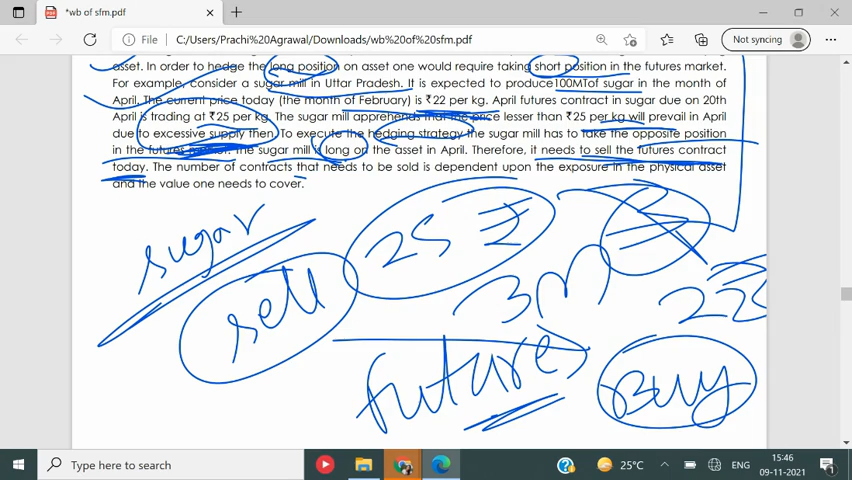 *wb of sfm.pdf
File
C:/Users/Prachi%20Agrawal/Downloads/wb%20of%20sfm.pdf
Not syncing
asset. In order to hedge the long position on asset one would require taking short position in the futures market.
For example, consider a sugar mill in Uttar Pradesh. It is expected to produce100MTof sugar in the month of
April. The current price today (the month of February) is ₹22 per kg. April futures contract in sugar due on 20th
April is trading at ₹25 per kg. The sugar mill apprehends that the price lesser than ₹25 per kg will prevail in April
due to excessive supply then. To execute the hedging strategy the sugar mill has to take the opposite position
in the futures market. The sugar mill is long on the asset in April. Therefore, it needs to sell the futures contract
today. The number of contracts that needs to be sold is dependent upon the exposure in the physical asset
and the value one needs to cover.
sugar
25 ₹
3m
22
sell
futures
Buy
Type here to search
25°C
ENG
15:46
09-11-2021